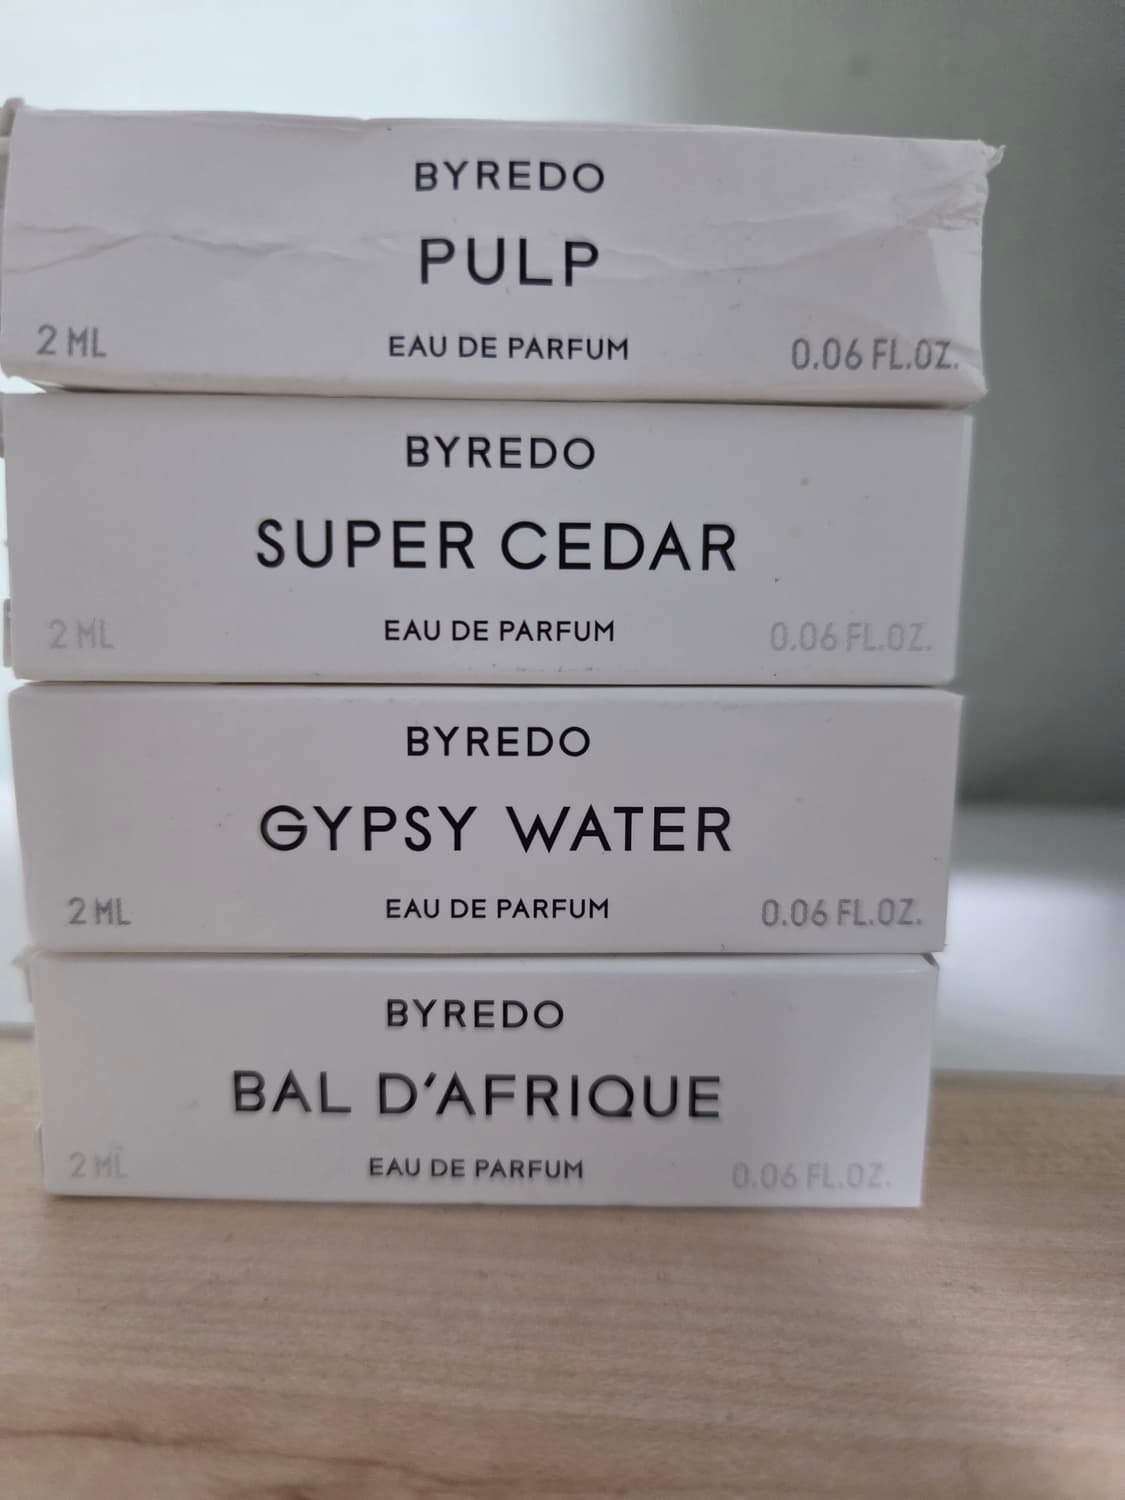 BYREDO
PULP
2 ML EAU DE PARFUM 0.06 FL.OZ.
BYREDO
SUPER CEDAR
2 ML EAU DE PARFUM 0.06 FL.OZ.
BYREDO
GYPSY WATER
2 ML EAU DE PARFUM 0.06 FL.OZ.
BYREDO
BAL D'AFRIQUE
2 ML EAU DE PARFUM 0.06 FL.OZ.